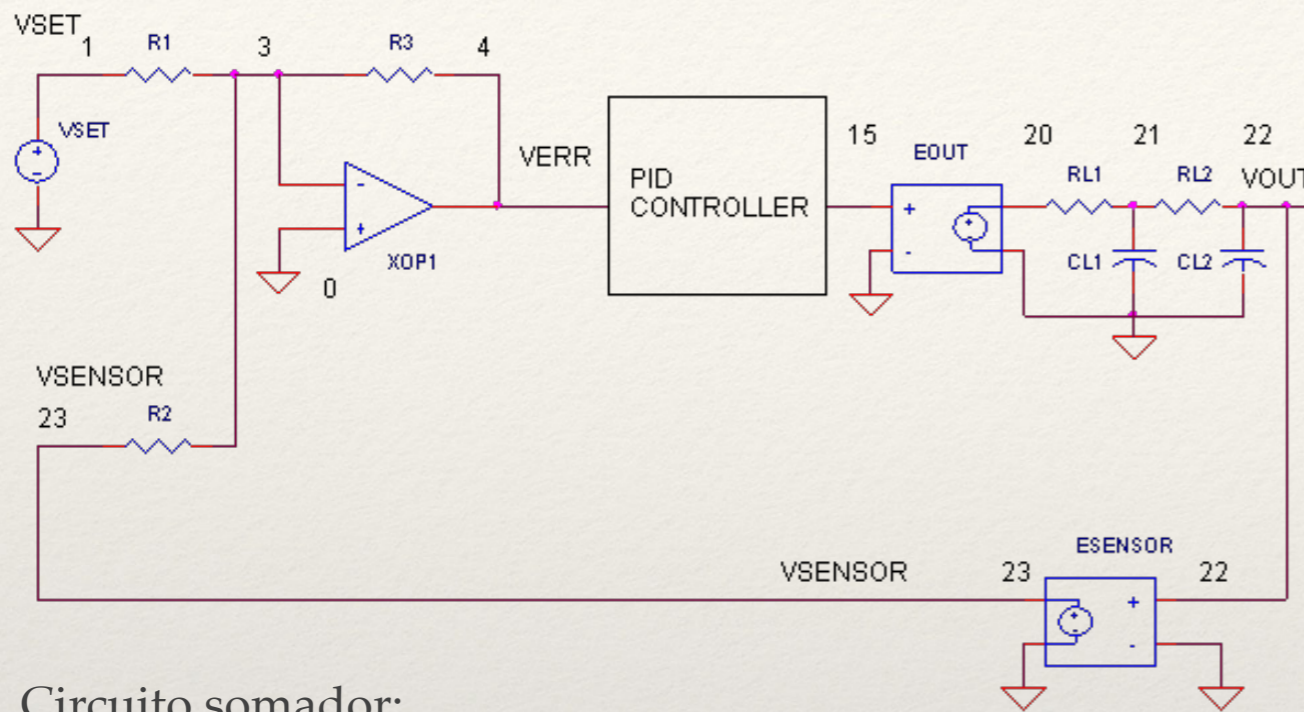 VSET
1
R1
3
R3
4
VSET
VERR
PID
CONTROLLER
15
EOUT
20
21
22
RL1
RL2
VOUT
XOP1
0
CL1
CL2
VSENSOR
23
R2
ESENSOR
VSENSOR
23
22
Circuito somador: